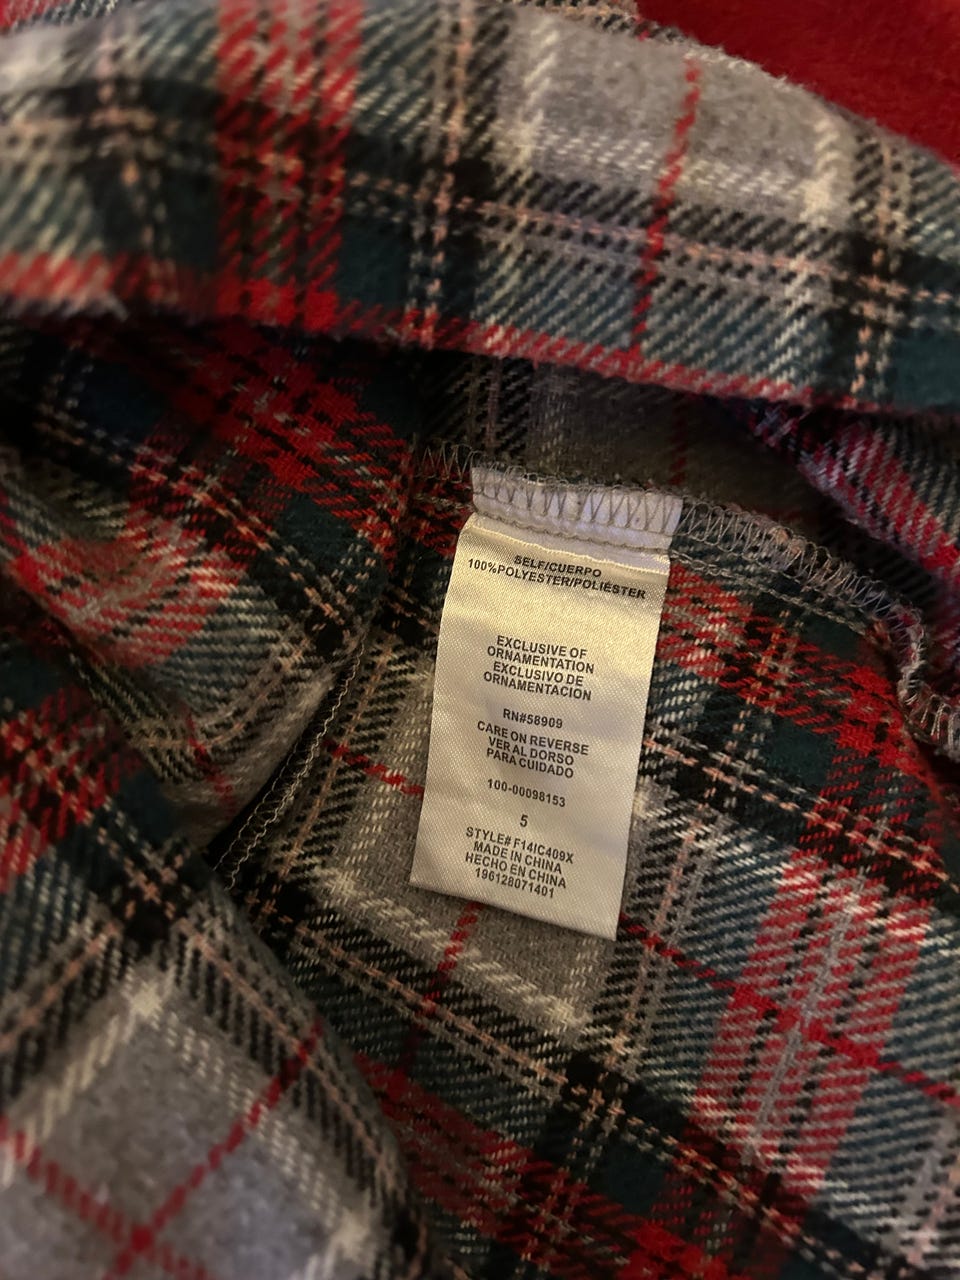 SELF/CUERPO
100%POLYESTER/POLIÉSTER
EXCLUSIVE OF
ORNAMENTATION
EXCLUSIVO DE
ORNAMENTACIÓN
RN#58909
CARE ON REVERSE
VER AL DORSO
PARA CUIDADO
100-00098153
5
STYLE# F14IC409X
MADE IN CHINA
HECHO EN CHINA
196128071401